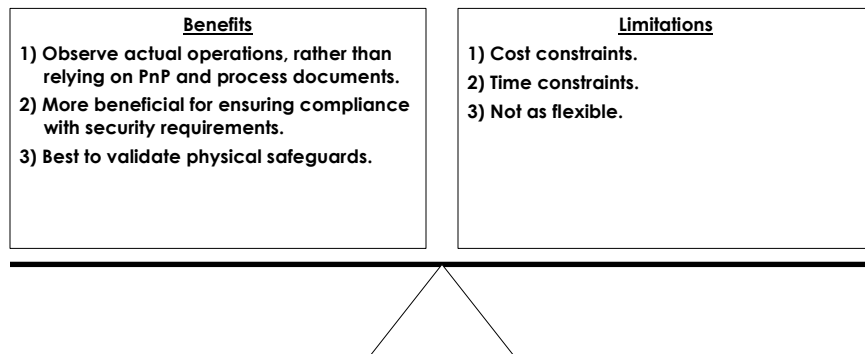 Benefits
1) Observe actual operations, rather than
relying on PnP and process documents.
2) More beneficial for ensuring compliance
with security requirements.
3) Best to validate physical safeguards.
Limitations
1) Cost constraints.
2) Time constraints.
3) Not as flexible.